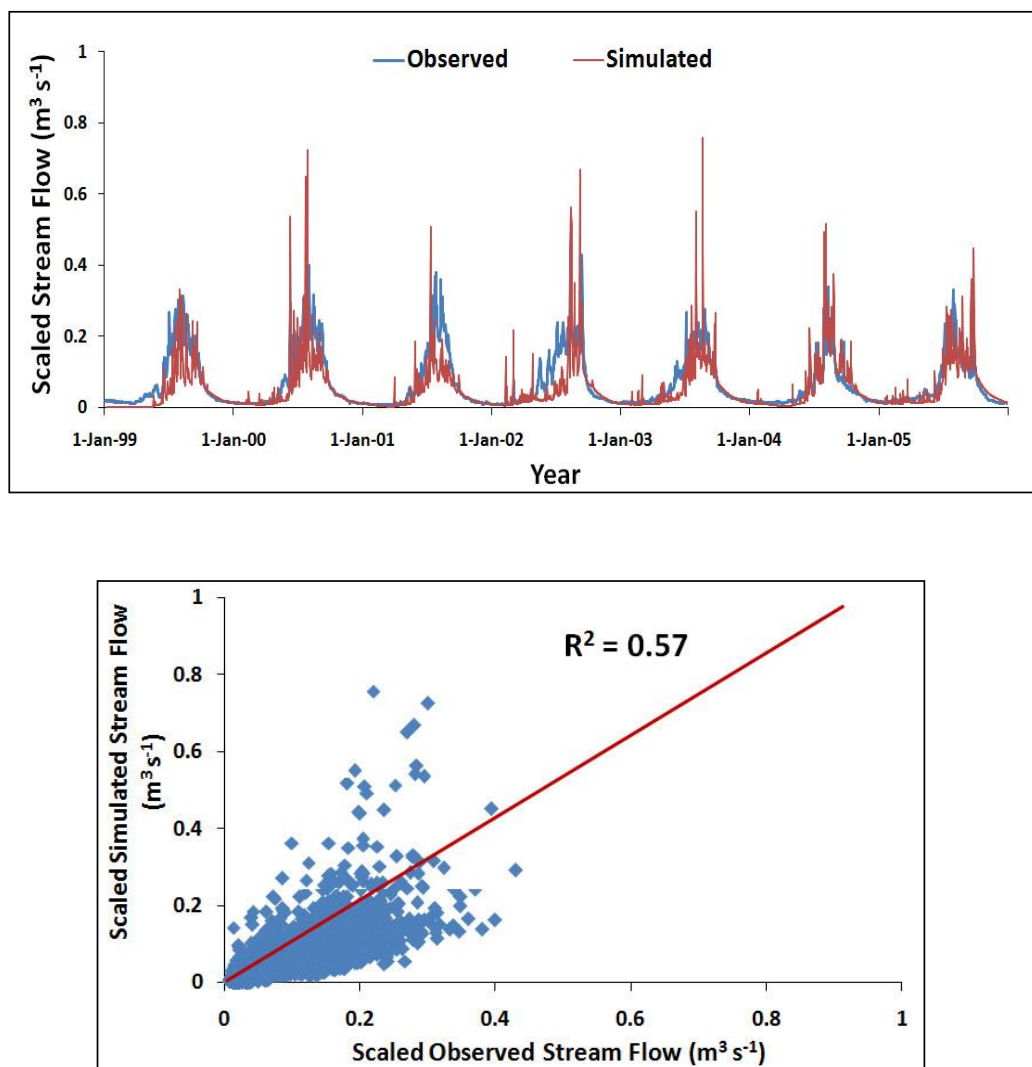 Scaled Stream Flow (m³ s⁻¹)
1
0.8
0.6
0.4
0.2
0
Observed
Simulated
1-Jan-99
1-Jan-00
1-Jan-01
1-Jan-02
1-Jan-03
1-Jan-04
1-Jan-05
Year
Scaled Simulated Stream Flow
(m³ s⁻¹)
1
0.8
0.6
0.4
0.2
0
R² = 0.57
0
0.2
0.4
0.6
0.8
1
Scaled Observed Stream Flow (m³ s⁻¹)